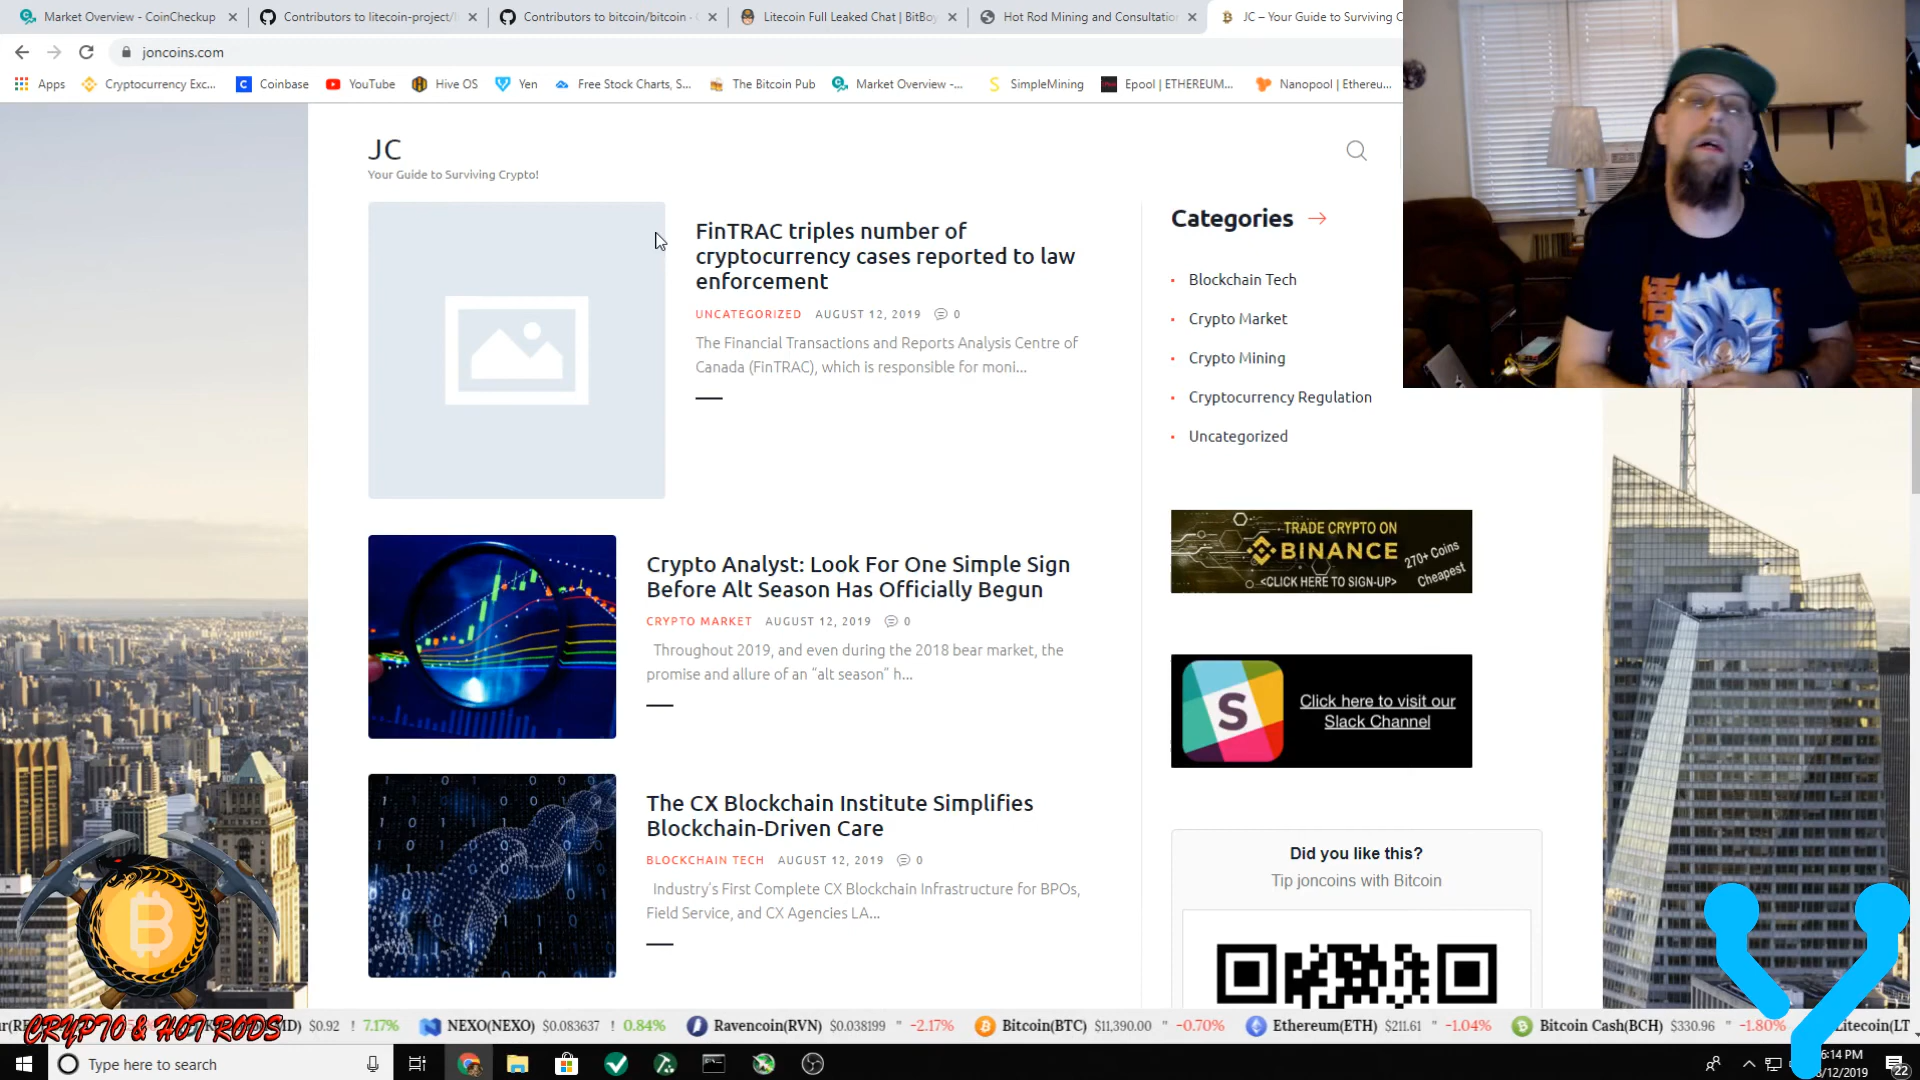 Market Overview - CoinCheckup
Contributors to litecoin-project/l
Contributors to bitcoin/bitcoin ·
Litecoin Full Leaked Chat | BitBoy
Hot Rod Mining and Consultation
JC – Your Guide to Surviving C
joncoins.com
Apps
Cryptocurrency Exc...
Coinbase
YouTube
Hive OS
Yen
Free Stock Charts, S...
The Bitcoin Pub
Market Overview -...
SimpleMining
Epool | ETHEREUM...
Nanopool | Ethereu...
JC
Your Guide to Surviving Crypto!
FinTRAC triples number of
cryptocurrency cases reported to law
enforcement
UNCATEGORIZED AUGUST 12, 2019 0
The Financial Transactions and Reports Analysis Centre of
Canada (FinTRAC), which is responsible for moni...
Crypto Analyst: Look For One Simple Sign
Before Alt Season Has Officially Begun
CRYPTO MARKET AUGUST 12, 2019 0
Throughout 2019, and even during the 2018 bear market, the
promise and allure of an “alt season” h...
The CX Blockchain Institute Simplifies
Blockchain-Driven Care
BLOCKCHAIN TECH AUGUST 12, 2019 0
Industry's First Complete CX Blockchain Infrastructure for BPOs,
Field Service, and CX Agencies LA...
Categories
Blockchain Tech
Crypto Market
Crypto Mining
Cryptocurrency Regulation
Uncategorized
TRADE CRYPTO ON
BINANCE
270+ Coins
Cheapest
<CLICK HERE TO SIGN-UP>
S
Click here to visit our
Slack Channel
Did you like this?
Tip joncoins with Bitcoin
CRYPTO & HOT RODS
$0.92 ! 7.17% NEXO(NEXO) $0.083637 ! 0.84% Ravencoin(RVN) $0.038199 " -2.17% Bitcoin(BTC) $11,390.00 " -0.70% Ethereum(ETH) $211.61 " -1.04% Bitcoin Cash(BCH) $330.96 " -1.80% Litecoin(LT
Type here to search
6:14 PM
/12/2019
22